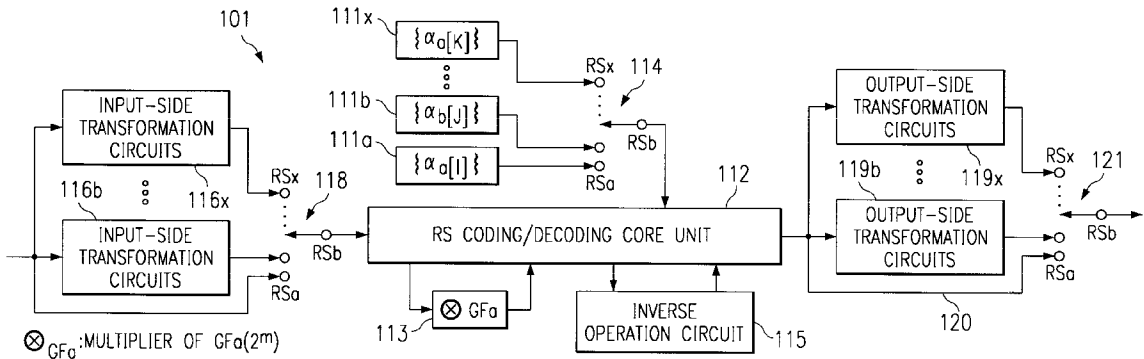 101
111x
{α_a[K]}
RSx
114
111b
{α_b[J]}
RSb
111a
{α_a[I]}
RSa
INPUT-SIDE
TRANSFORMATION
CIRCUITS
116b
116x
RSx
118
INPUT-SIDE
TRANSFORMATION
CIRCUITS
RSb
RSa
112
RS CODING/DECODING CORE UNIT
⊗ GFa
113
INVERSE
OPERATION CIRCUIT
115
OUTPUT-SIDE
TRANSFORMATION
CIRCUITS
119b
119x
RSx
121
OUTPUT-SIDE
TRANSFORMATION
CIRCUITS
RSb
RSa
120
⊗GFa:MULTIPLIER OF GFa(2ᵐ)